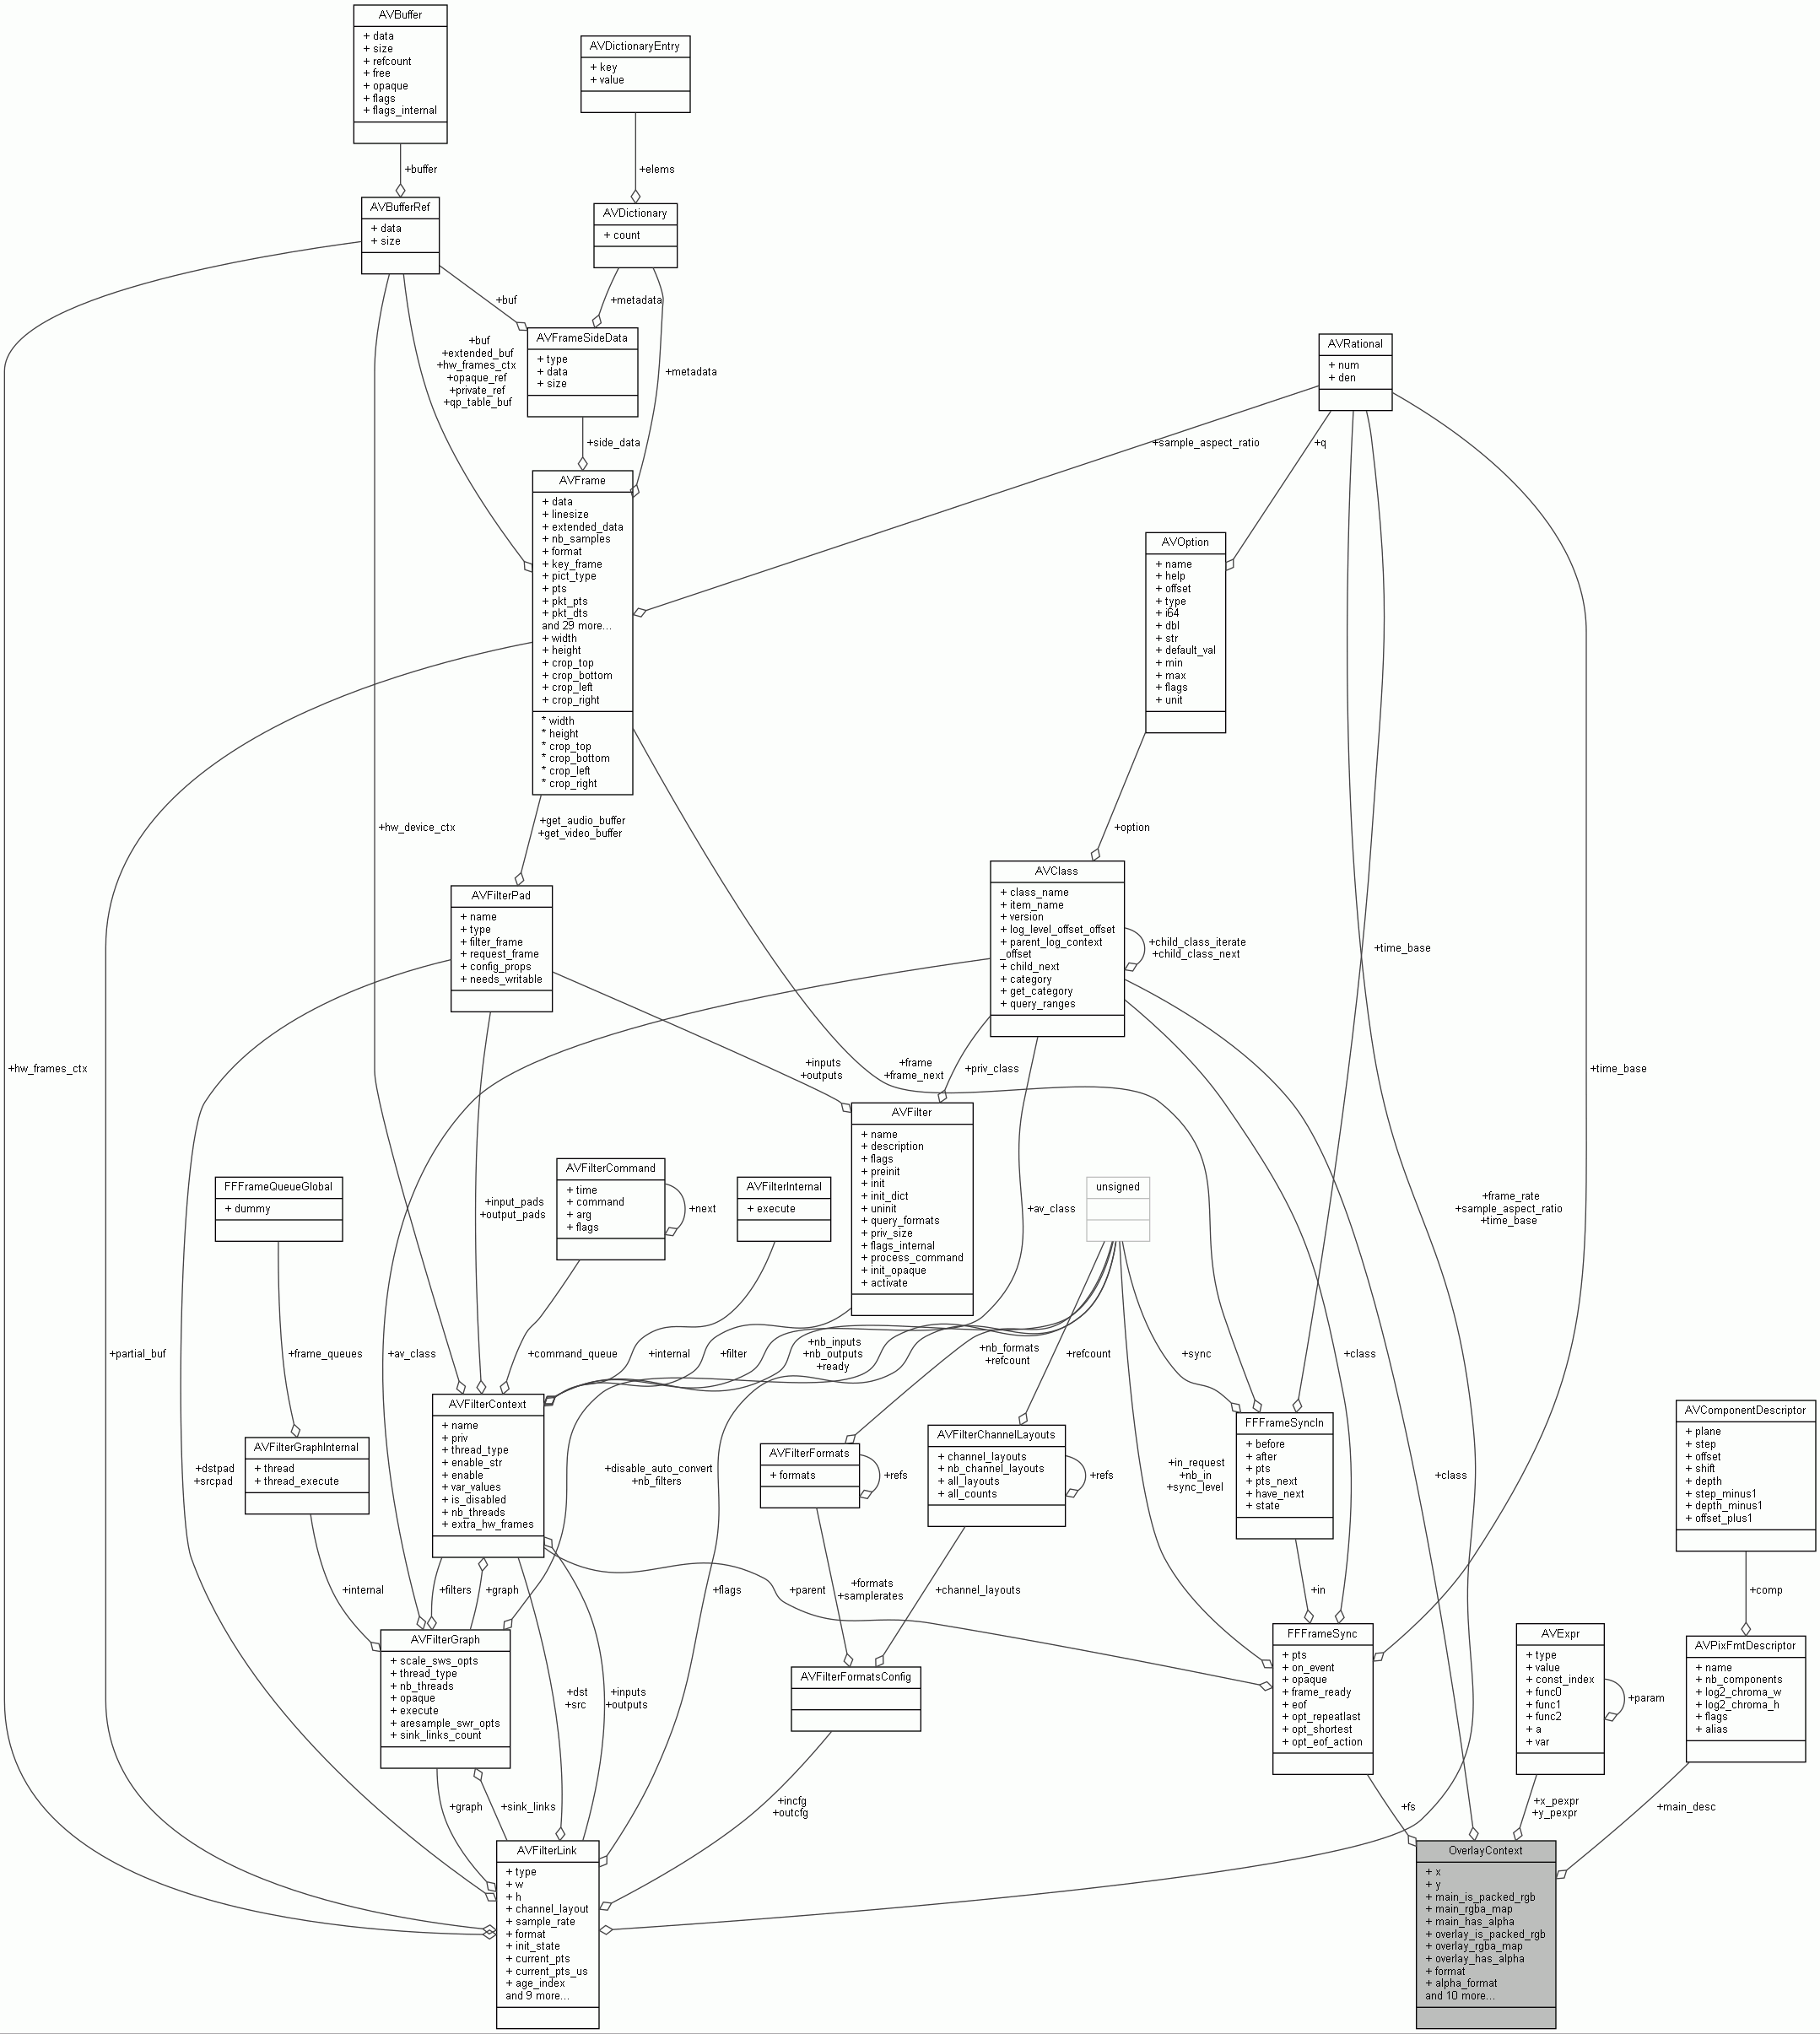 AVBuffer
+ data
+ size
+ refcount
+ free
+ opaque
+ flags
+ flags_internal
AVDictionaryEntry
+ key
+ value
+buffer
+elems
AVBufferRef
+ data
+ size
AVDictionary
+ count
+buf
+metadata
AVFrameSideData
+ type
+ data
+ size
+buf
+extended_buf
+hw_frames_ctx
+opaque_ref
+private_ref
+qp_table_buf
+metadata
AVRational
+ num
+ den
+side_data
+sample_aspect_ratio
+q
AVFrame
+ data
+ linesize
+ extended_data
+ nb_samples
+ format
+ key_frame
+ pict_type
+ pts
+ pkt_pts
+ pkt_dts
and 29 more...
+ width
+ height
+ crop_top
+ crop_bottom
+ crop_left
+ crop_right
* width
* height
* crop_top
* crop_bottom
* crop_left
* crop_right
AVOption
+ name
+ help
+ offset
+ type
+ i64
+ dbl
+ str
+ default_val
+ min
+ max
+ flags
+ unit
+hw_device_ctx
+get_audio_buffer
+get_video_buffer
+option
AVFilterPad
+ name
+ type
+ filter_frame
+ request_frame
+ config_props
+ needs_writable
AVClass
+ class_name
+ item_name
+ version
+ log_level_offset_offset
+ parent_log_context
_offset
+ child_next
+ category
+ get_category
+ query_ranges
+child_class_iterate
+child_class_next
+time_base
+hw_frames_ctx
+inputs
+outputs
+frame
+frame_next
+priv_class
+time_base
AVFilter
+ name
+ description
+ flags
+ preinit
+ init
+ init_dict
+ uninit
+ query_formats
+ priv_size
+ flags_internal
+ process_command
+ init_opaque
+ activate
FFFrameQueueGlobal
+ dummy
+input_pads
+output_pads
AVFilterCommand
+ time
+ command
+ arg
+ flags
+next
AVFilterInternal
+ execute
+av_class
unsigned
+frame_rate
+sample_aspect_ratio
+time_base
+partial_buf
+frame_queues
+av_class
+command_queue
+internal
+filter
+nb_inputs
+nb_outputs
+ready
+nb_formats
+refcount
+refcount
+sync
+class
AVFilterContext
+ name
+ priv
+ thread_type
+ enable_str
+ enable
+ var_values
+ is_disabled
+ nb_threads
+ extra_hw_frames
AVFilterGraphInternal
+ thread
+ thread_execute
+dstpad
+srcpad
+disable_auto_convert
+nb_filters
AVFilterFormats
+ formats
+refs
AVFilterChannelLayouts
+ channel_layouts
+ nb_channel_layouts
+ all_layouts
+ all_counts
+refs
+in_request
+nb_in
+sync_level
FFFrameSyncIn
+ before
+ after
+ pts
+ pts_next
+ have_next
+ state
+class
AVComponentDescriptor
+ plane
+ step
+ offset
+ shift
+ depth
+ step_minus1
+ depth_minus1
+ offset_plus1
+internal
+filters
+graph
+flags
+parent
+formats
+samplerates
+channel_layouts
+in
+comp
AVFilterGraph
+ scale_sws_opts
+ thread_type
+ nb_threads
+ opaque
+ execute
+ aresample_swr_opts
+ sink_links_count
+dst
+src
+inputs
+outputs
AVFilterFormatsConfig
FFFrameSync
+ pts
+ on_event
+ opaque
+ frame_ready
+ eof
+ opt_repeatlast
+ opt_shortest
+ opt_eof_action
AVExpr
+ type
+ value
+ const_index
+ func0
+ func1
+ func2
+ a
+ var
+param
AVPixFmtDescriptor
+ name
+ nb_components
+ log2_chroma_w
+ log2_chroma_h
+ flags
+ alias
+graph
+sink_links
+incfg
+outcfg
+fs
+x_pexpr
+y_pexpr
+main_desc
AVFilterLink
+ type
+ w
+ h
+ channel_layout
+ sample_rate
+ format
+ init_state
+ current_pts
+ current_pts_us
+ age_index
and 9 more...
OverlayContext
+ x
+ y
+ main_is_packed_rgb
+ main_rgba_map
+ main_has_alpha
+ overlay_is_packed_rgb
+ overlay_rgba_map
+ overlay_has_alpha
+ format
+ alpha_format
and 10 more...